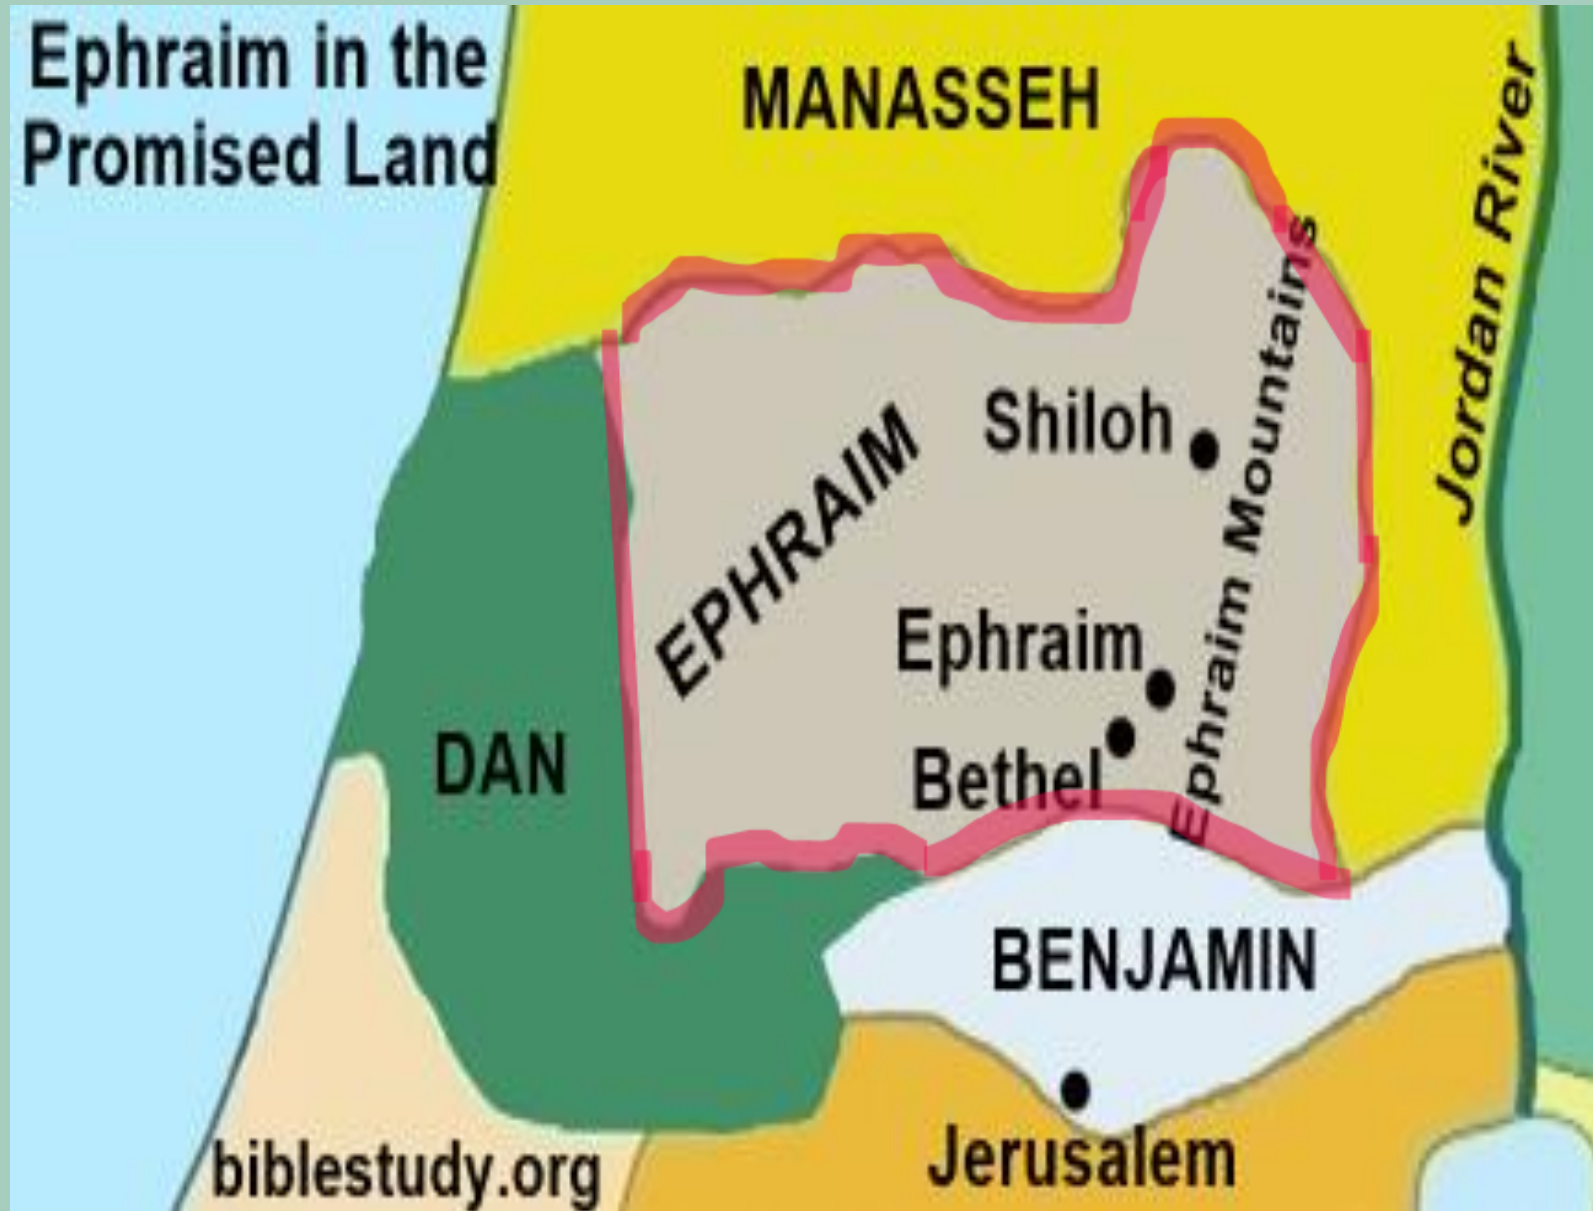 Ephraim in the
Promised Land
MANASSEH
Jordan River
Ephraim Mountains
Shiloh
EPHRAIM
Ephraim
Bethel
DAN
BENJAMIN
Jerusalem
biblestudy.org